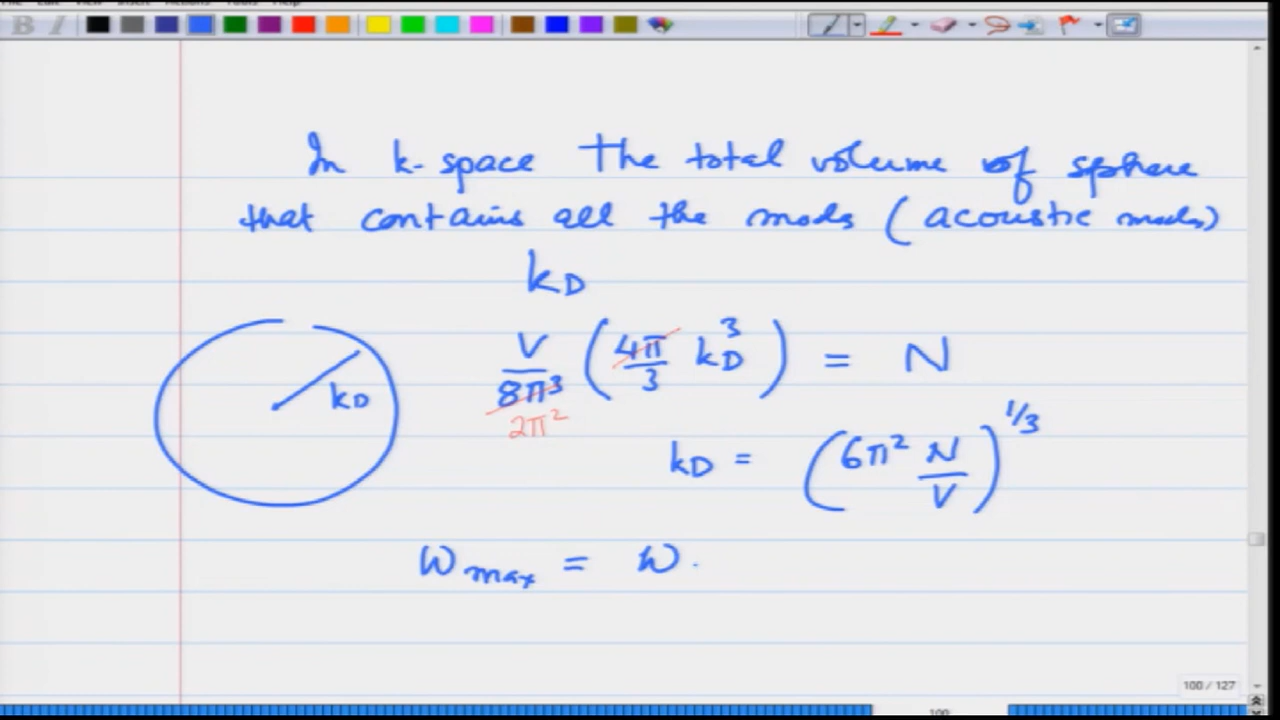 In k-space the total volume of sphere
that contains all the mods (acoustic mods)
kD
kD
V/8π³ (4π/3 kD³) = N
2π²
kD = (6π² N/V)^1/3
ωmax = ω
100 / 127
100